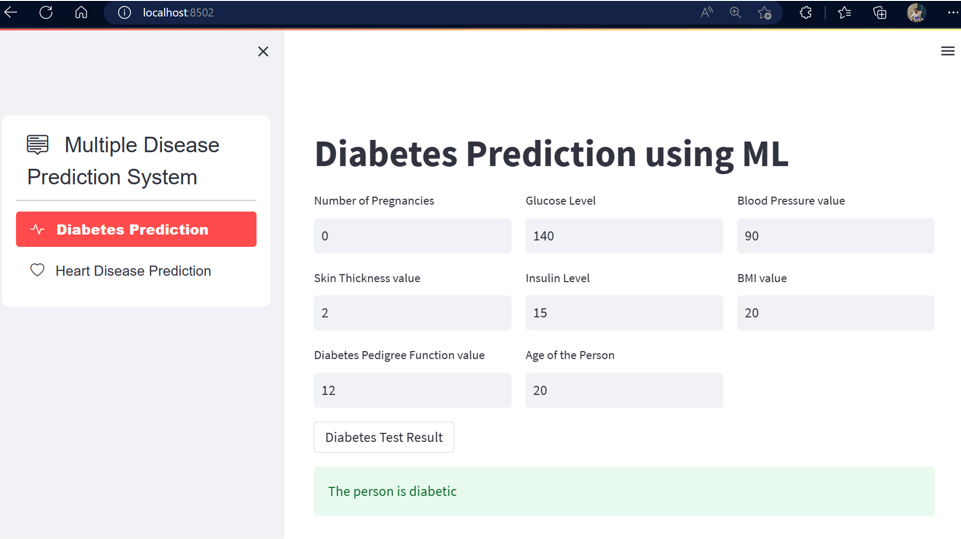 localhost:8502
Multiple Disease
Prediction System
Diabetes Prediction
Heart Disease Prediction
Diabetes Prediction using ML
Number of Pregnancies Glucose Level Blood Pressure value
0 140 90
Skin Thickness value Insulin Level BMI value
2 15 20
Diabetes Pedigree Function value Age of the Person
12 20
Diabetes Test Result
The person is diabetic